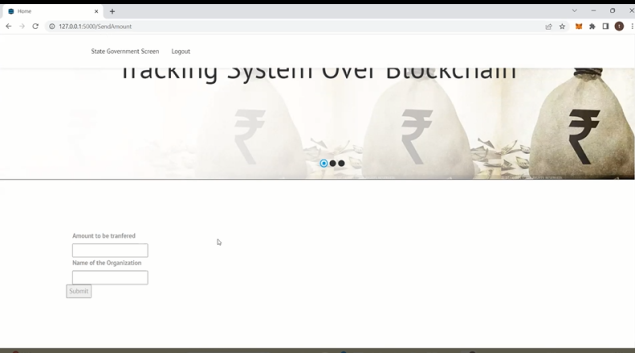 Home
127.0.0.1:5000/SendAmount
State Government Screen Logout
Tracking System Over Blockchain
Amount to be tranfered
Name of the Organization
Submit